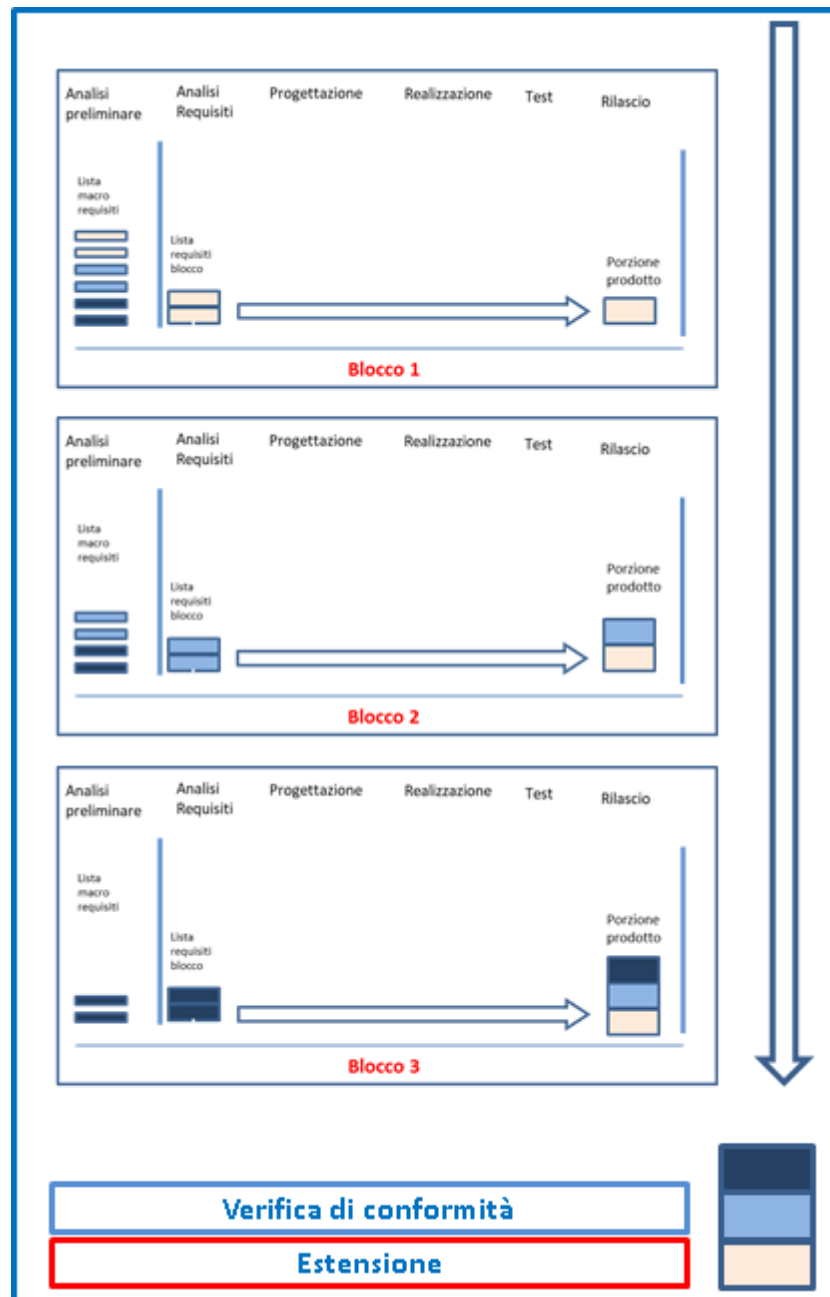 Analisi
preliminare
Analisi
Requisiti
Progettazione
Realizzazione
Test
Rilascio
Lista
macro
requisiti
Lista
requisiti
blocco
Porzione
prodotto
Blocco 1
Analisi
preliminare
Analisi
Requisiti
Progettazione
Realizzazione
Test
Rilascio
Lista
macro
requisiti
Lista
requisiti
blocco
Porzione
prodotto
Blocco 2
Analisi
preliminare
Analisi
Requisiti
Progettazione
Realizzazione
Test
Rilascio
Lista
macro
requisiti
Lista
requisiti
blocco
Porzione
prodotto
Blocco 3
Verifica di conformità
Estensione